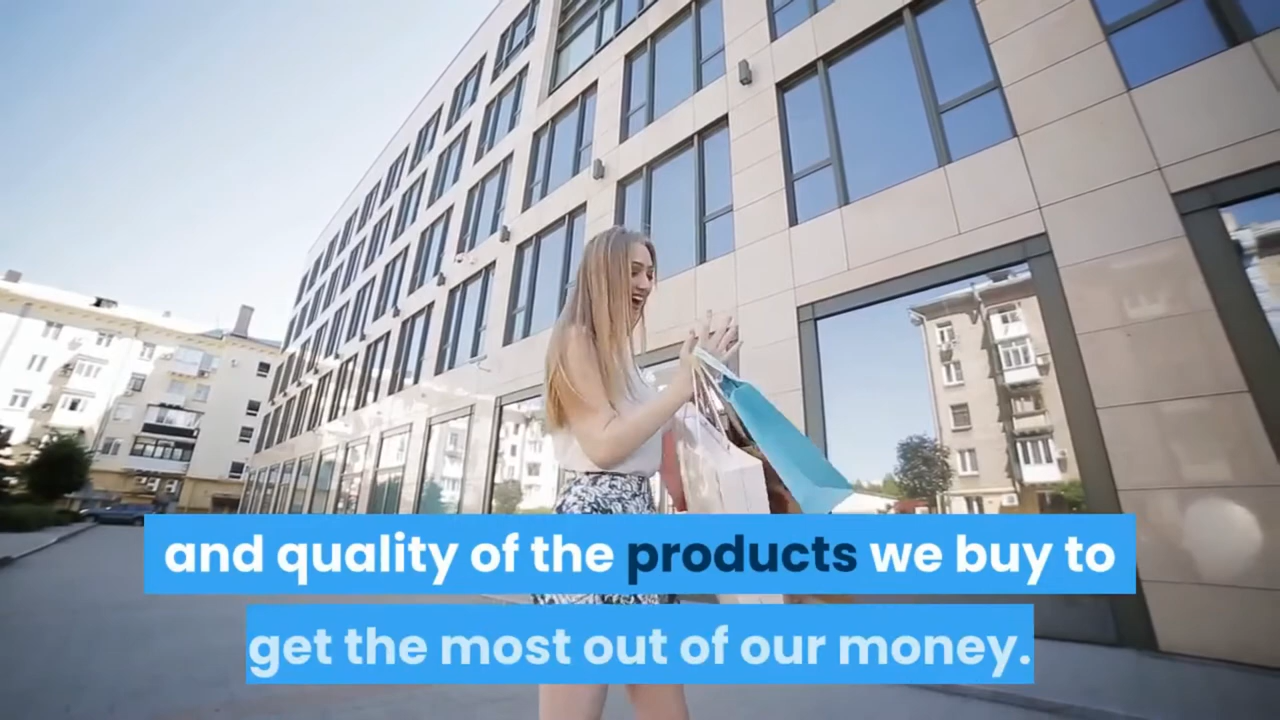 and quality of the products we buy to
get the most out of our money.